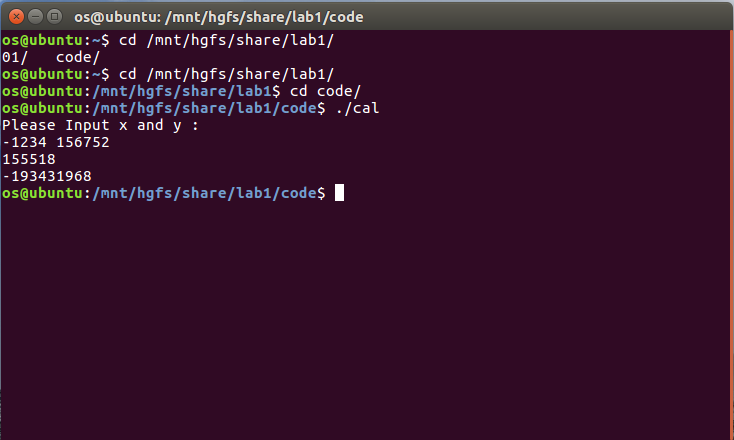 os@ubuntu: /mnt/hgfs/share/lab1/code
os@ubuntu:~$ cd /mnt/hgfs/share/lab1/
01/   code/
os@ubuntu:~$ cd /mnt/hgfs/share/lab1/
os@ubuntu:/mnt/hgfs/share/lab1$ cd code/
os@ubuntu:/mnt/hgfs/share/lab1/code$ ./cal
Please Input x and y :
-1234 156752
155518
-193431968
os@ubuntu:/mnt/hgfs/share/lab1/code$